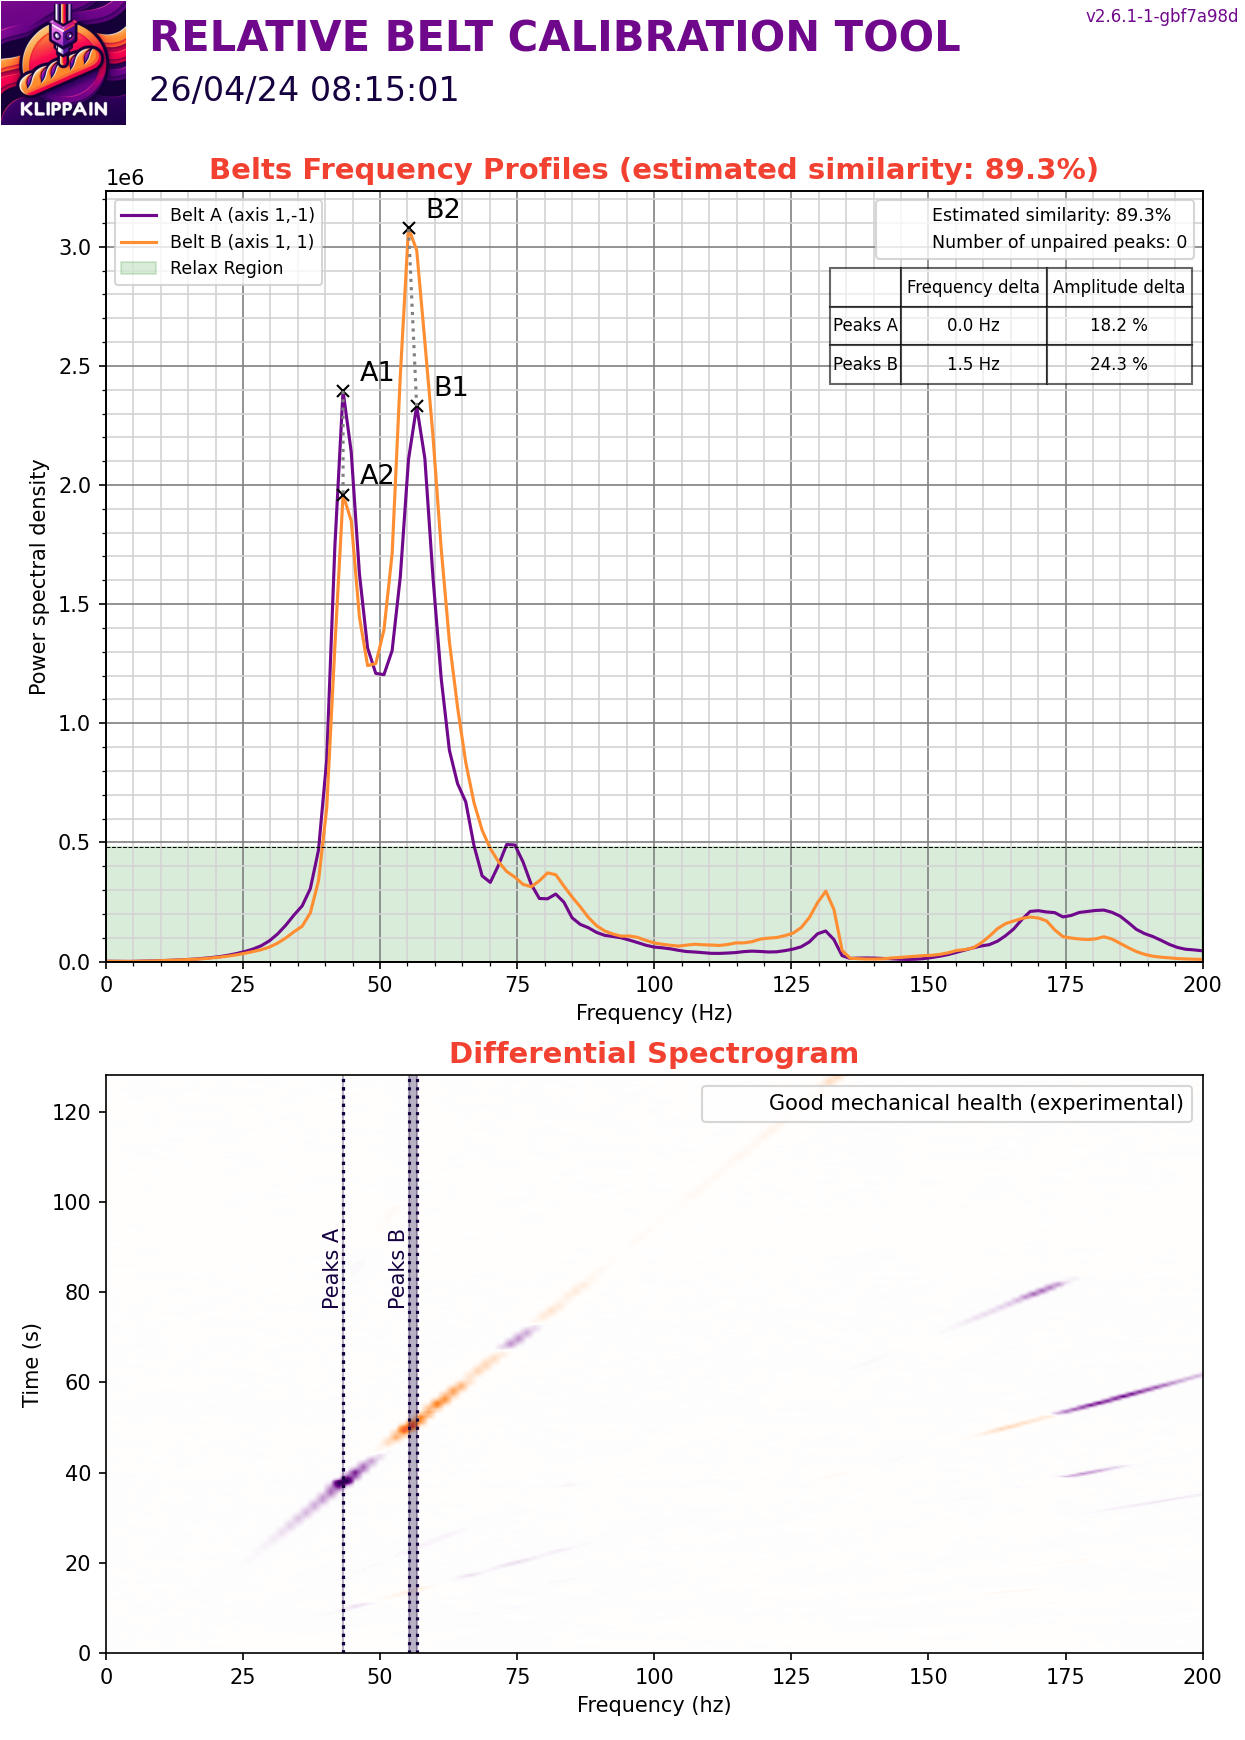 KLIPPAIN
RELATIVE BELT CALIBRATION TOOL
v2.6.1-1-gbf7a98d
26/04/24 08:15:01
Belts Frequency Profiles (estimated similarity: 89.3%)
1e6
Belt A (axis 1,-1)
Belt B (axis 1, 1)
Relax Region
Estimated similarity: 89.3%
Number of unpaired peaks: 0
Frequency delta Amplitude delta
Peaks A 0.0 Hz 18.2 %
Peaks B 1.5 Hz 24.3 %
B2
A1
B1
A2
Power spectral density
3.0
2.5
2.0
1.5
1.0
0.5
0.0
0 25 50 75 100 125 150 175 200
Frequency (Hz)
Differential Spectrogram
Good mechanical health (experimental)
Peaks A
Peaks B
Time (s)
120
100
80
60
40
20
0
0 25 50 75 100 125 150 175 200
Frequency (hz)